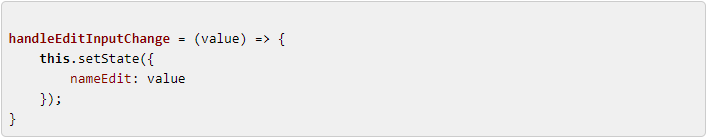 handleEditInputChange = (value) => {
    this.setState({
        nameEdit: value
    });
}